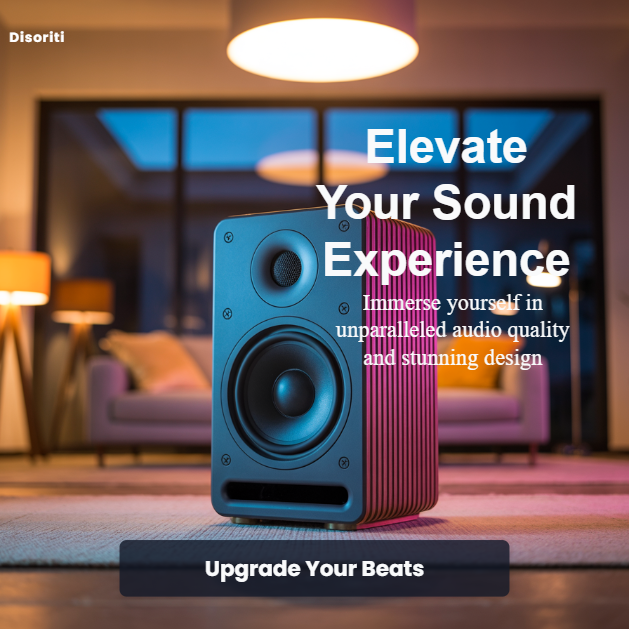 Disoriti
Elevate
Your Sound
Experience
Immerse yourself in
unparalleled audio quality
and stunning design
Upgrade Your Beats